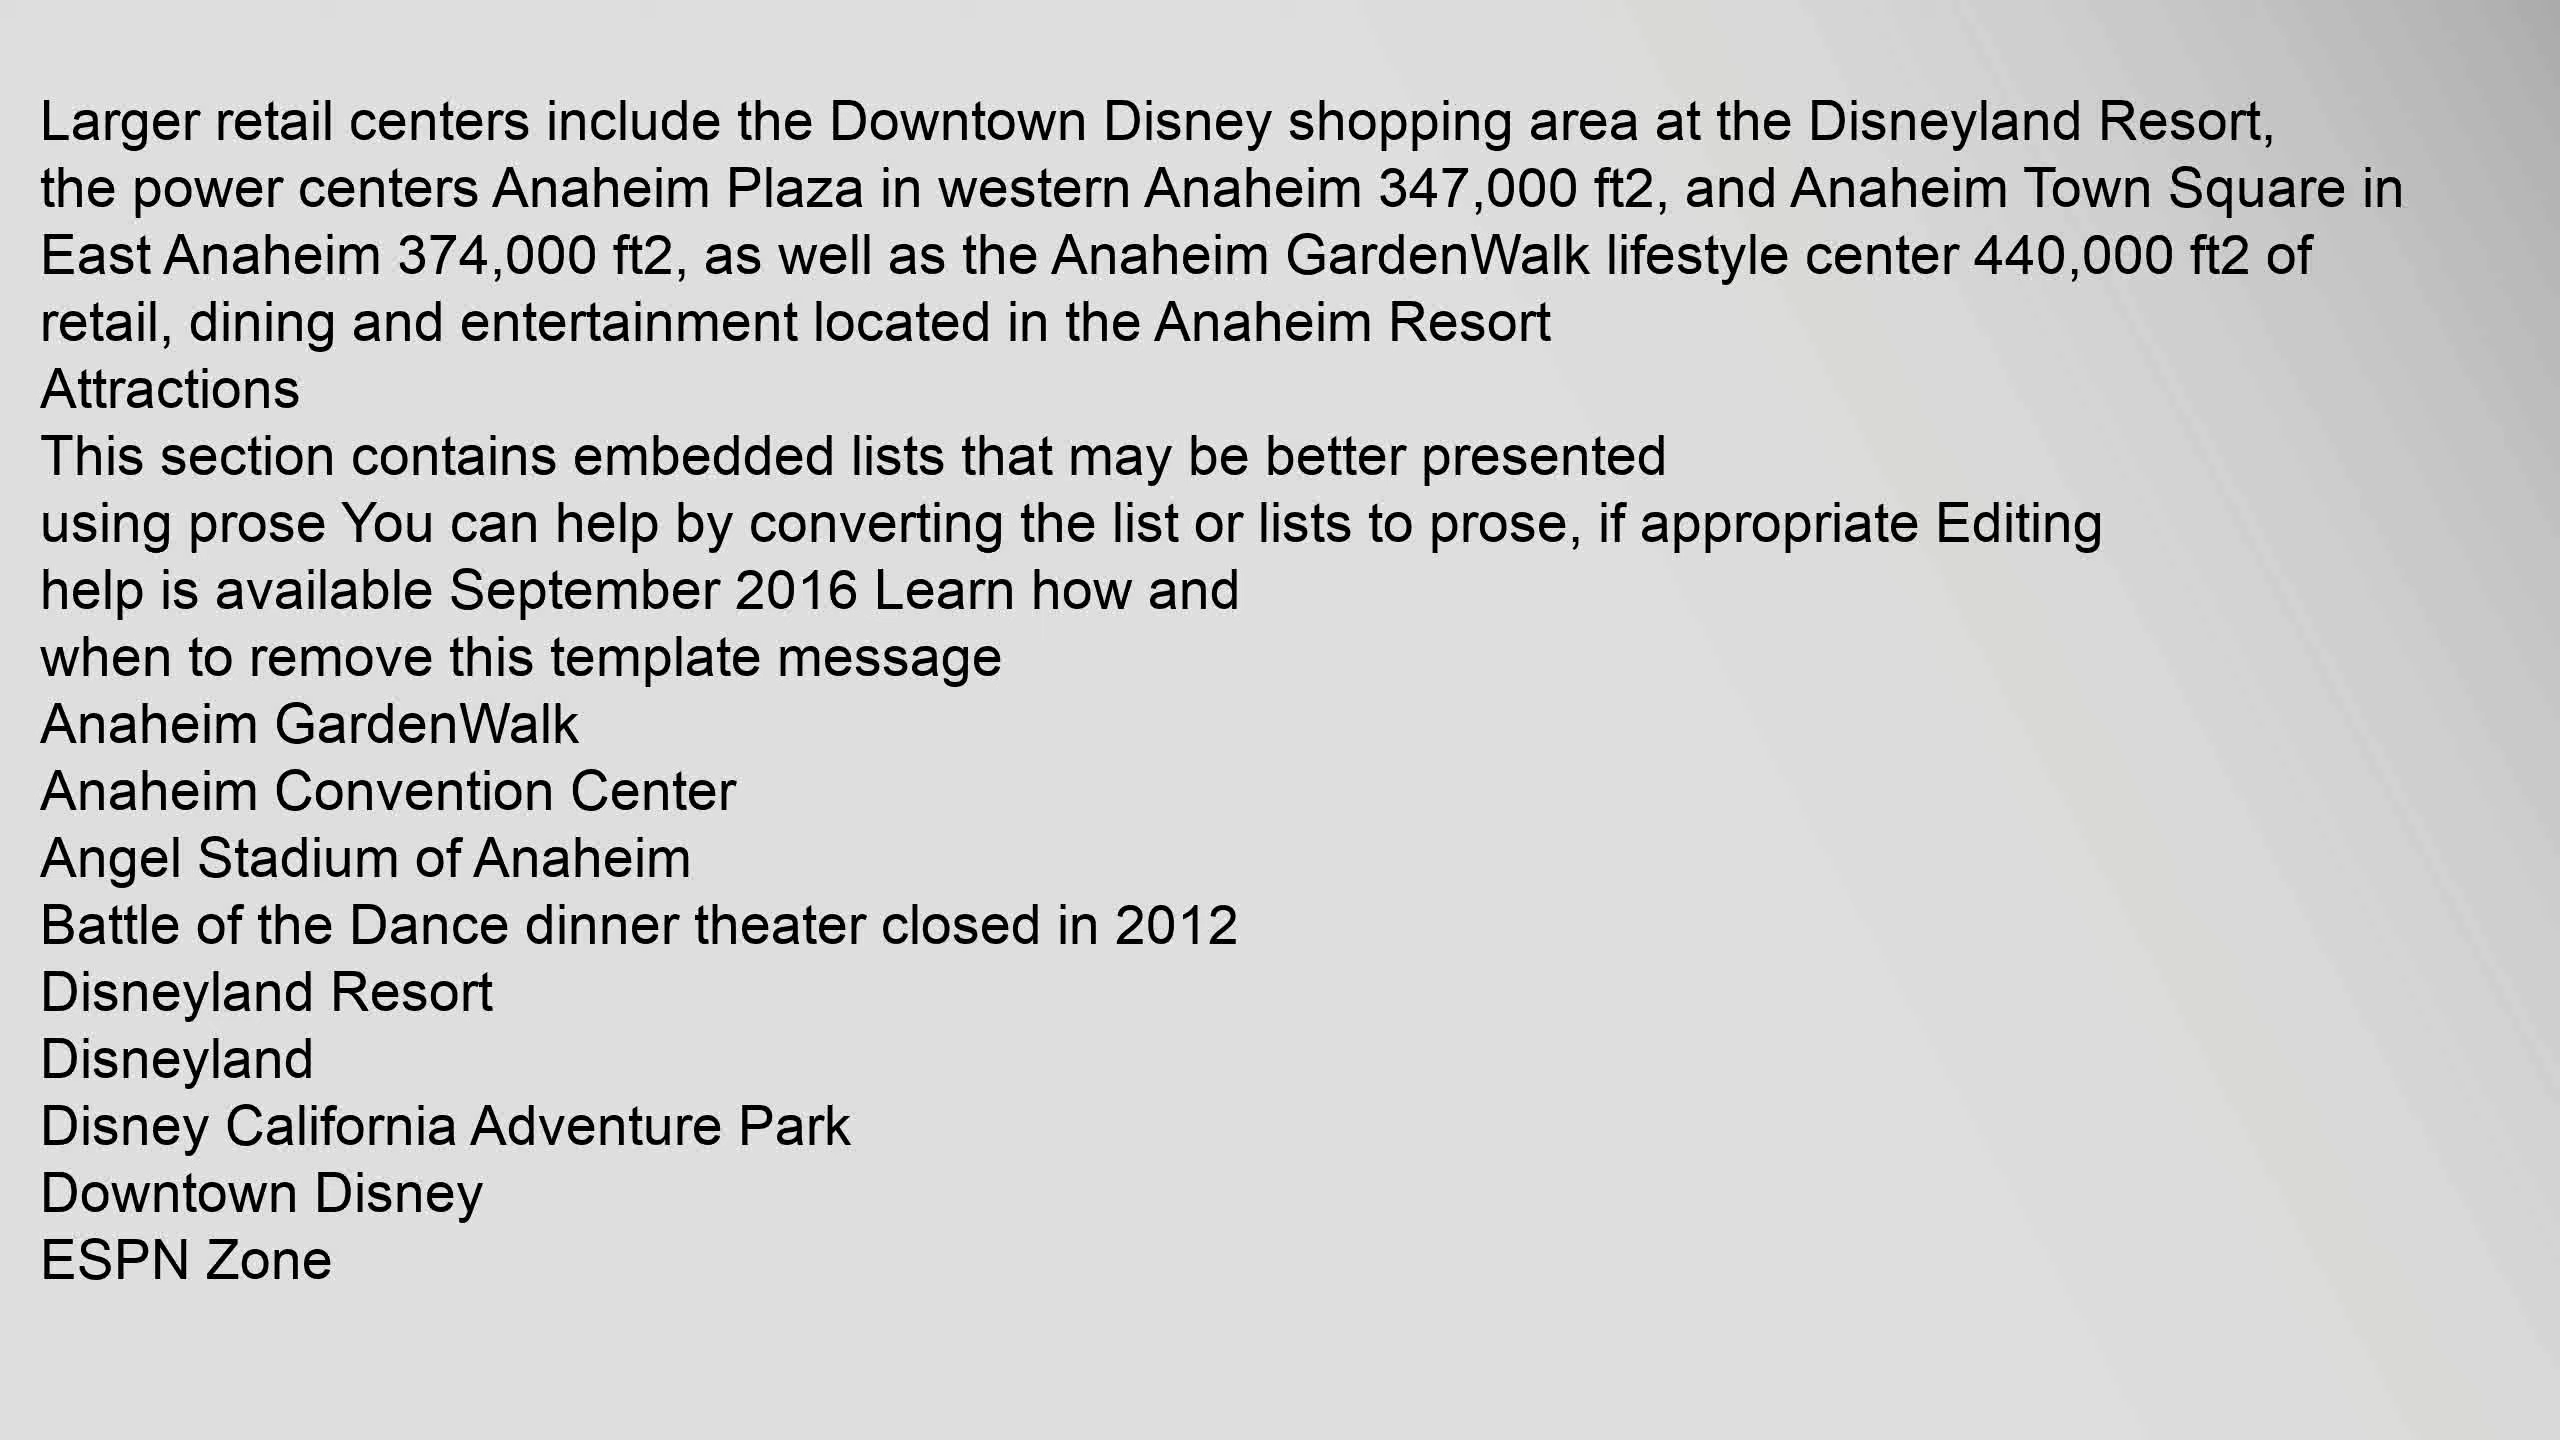 Larger retail centers include the Downtown Disney shopping area at the Disneyland Resort,
the power centers Anaheim Plaza in western Anaheim 347,000 ft2, and Anaheim Town Square in
East Anaheim 374,000 ft2, as well as the Anaheim GardenWalk lifestyle center 440,000 ft2 of
retail, dining and entertainment located in the Anaheim Resort
Attractions
This section contains embedded lists that may be better presented
using prose You can help by converting the list or lists to prose, if appropriate Editing
help is available September 2016 Learn how and
when to remove this template message
Anaheim GardenWalk
Anaheim Convention Center
Angel Stadium of Anaheim
Battle of the Dance dinner theater closed in 2012
Disneyland Resort
Disneyland
Disney California Adventure Park
Downtown Disney
ESPN Zone